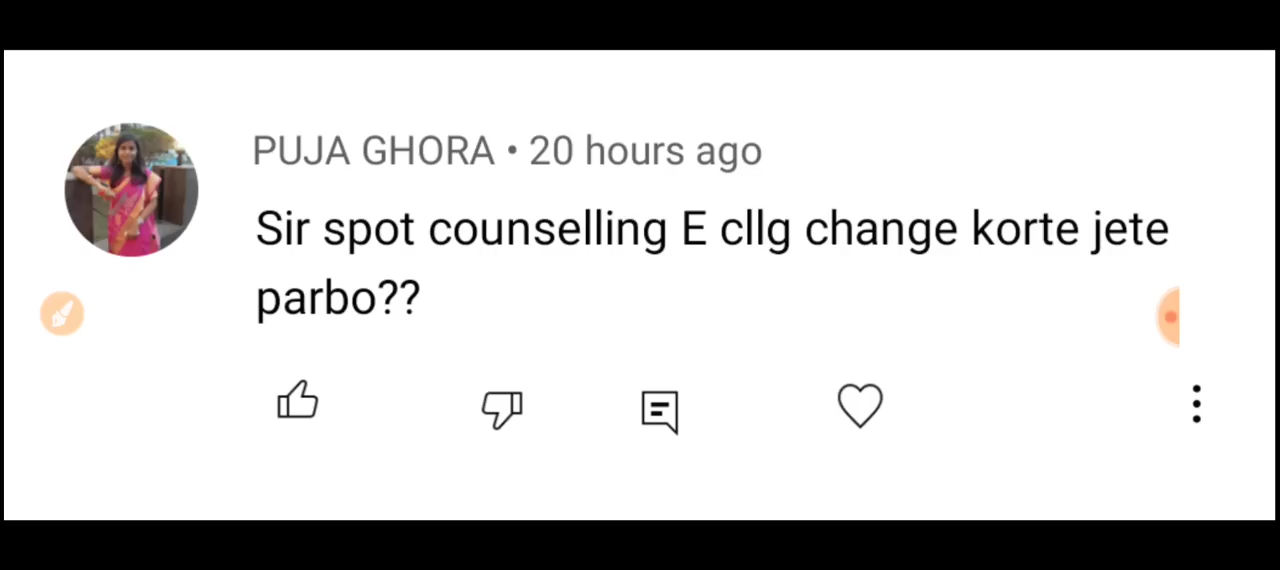 PUJA GHORA • 20 hours ago
Sir spot counselling E cllg change korte jete
parbo??